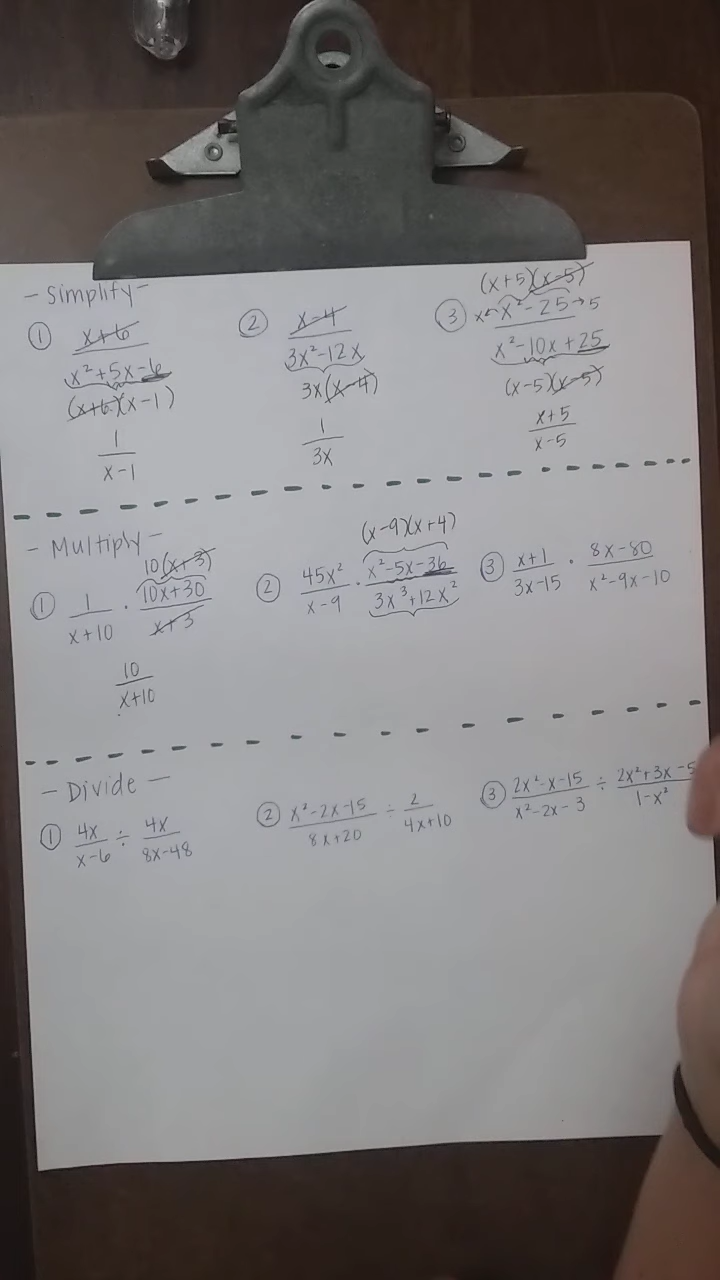 - Simplify -
① x+6 / x²+5x-6
(x+6)(x-1)
1 / x-1
② x-4 / 3x²-12x
3x(x-4)
1 / 3x
(x+5)(x-5)
③ x← x²-25 →5 / x²-10x+25
(x-5)(x-5)
x+5 / x-5
- Multiply -
10(x+3)
① 1 / x+10 · 10x+30 / x+3
10 / x+10
(x-9)(x+4)
② 45x² / x-9 · x²-5x-36 / 3x³+12x²
③ x+1 / 3x-15 · 8x-80 / x²-9x-10
- Divide -
① 4x / x-6 ÷ 4x / 8x-48
② x²-2x-15 / 8x+20 ÷ 2 / 4x+10
③ 2x²-x-15 / x²-2x-3 ÷ 2x²+3x-5 / 1-x²